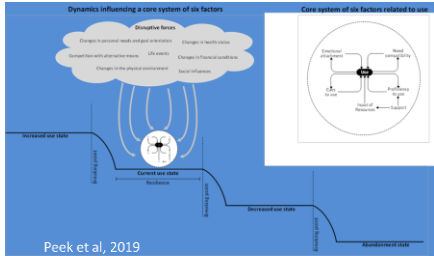 Dynamics influencing a core system of six factors
Disruptive forces
Changes in personal needs and goal orientation
Changes in health status
Life events
Competition with alternative means
Changes in financial conditions
Changes in the physical environment
Social influences
Increased use state
Breaking point
Current use state
Resilience
Breaking point
Decreased use state
Breaking point
Abandonment state
Peek et al, 2019
Core system of six factors related to use
Emotional
attachment
Need
compatibility
Use
to use
Proficiency
to use
Input of
Resources
Support